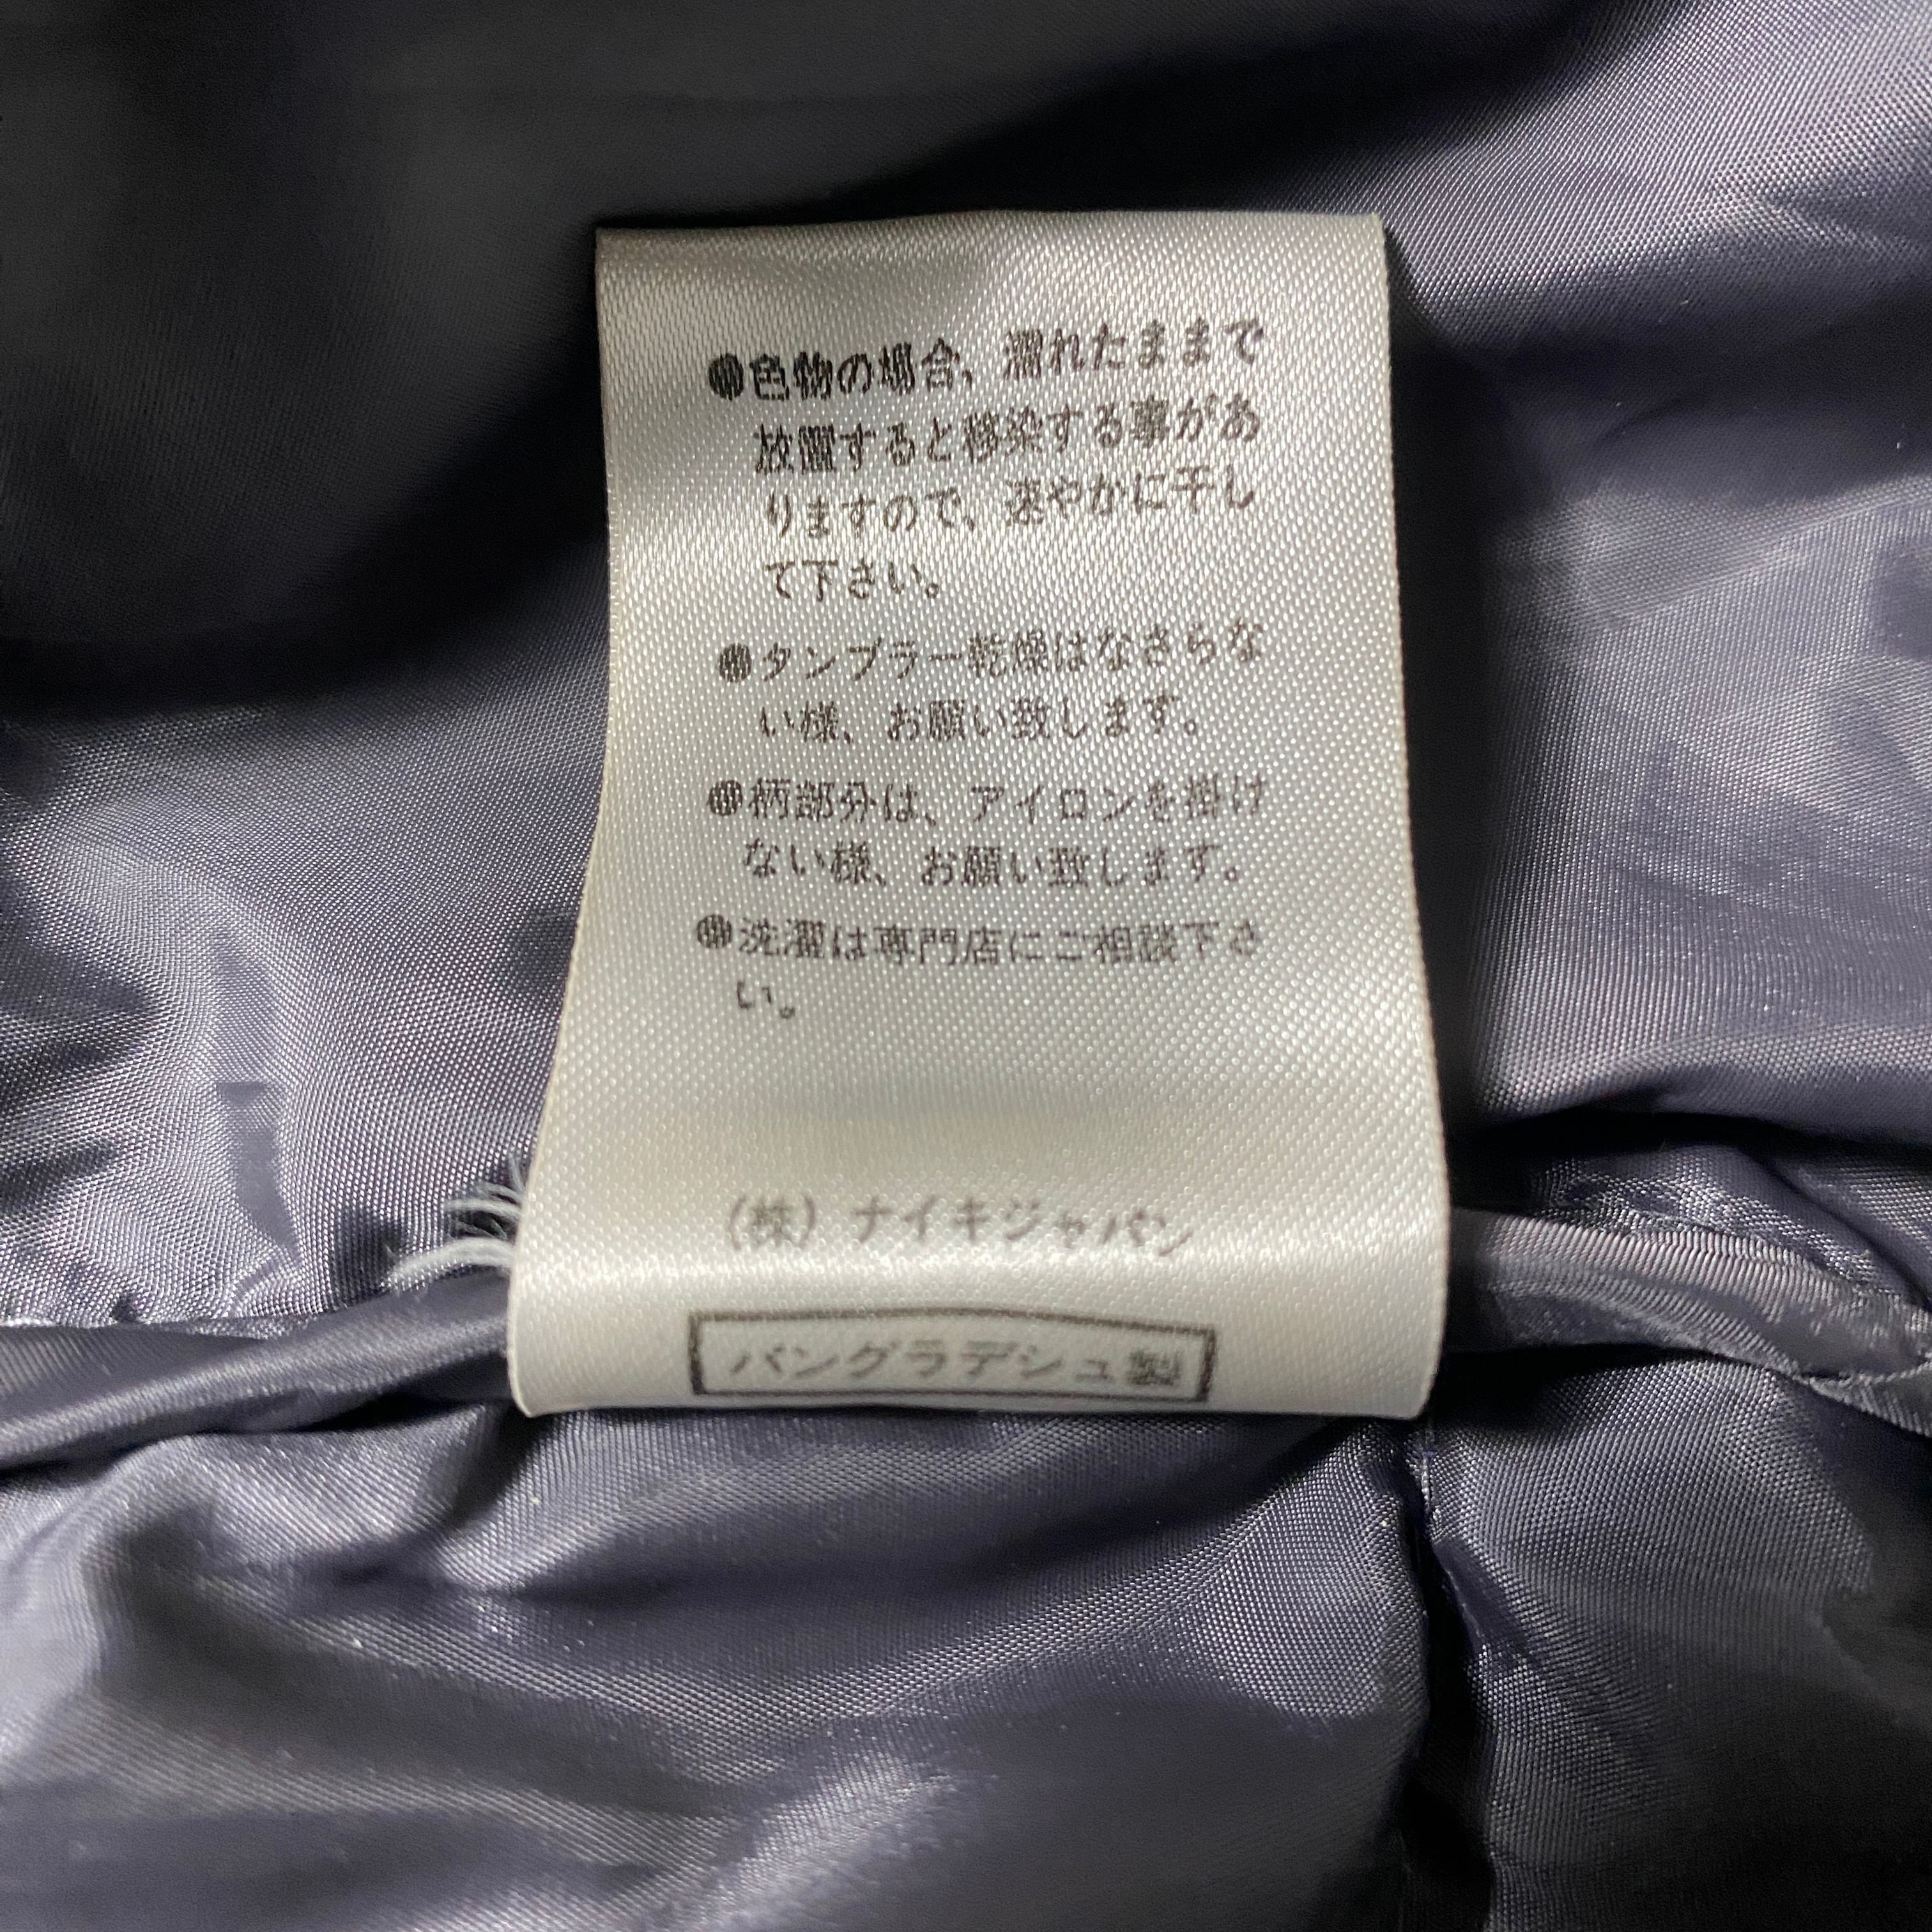 ●色物の場合、濡れたままで
放置すると移染する事があ
りますので、速やかに干し
て下さい。
●タンブラー乾燥はなさらな
い様、お願い致します。
●柄部分は、アイロンを掛け
ない様、お願い致します。
●洗濯は専門店にご相談下さ
い。
(株) ナイキジャパン
バングラデシュ製